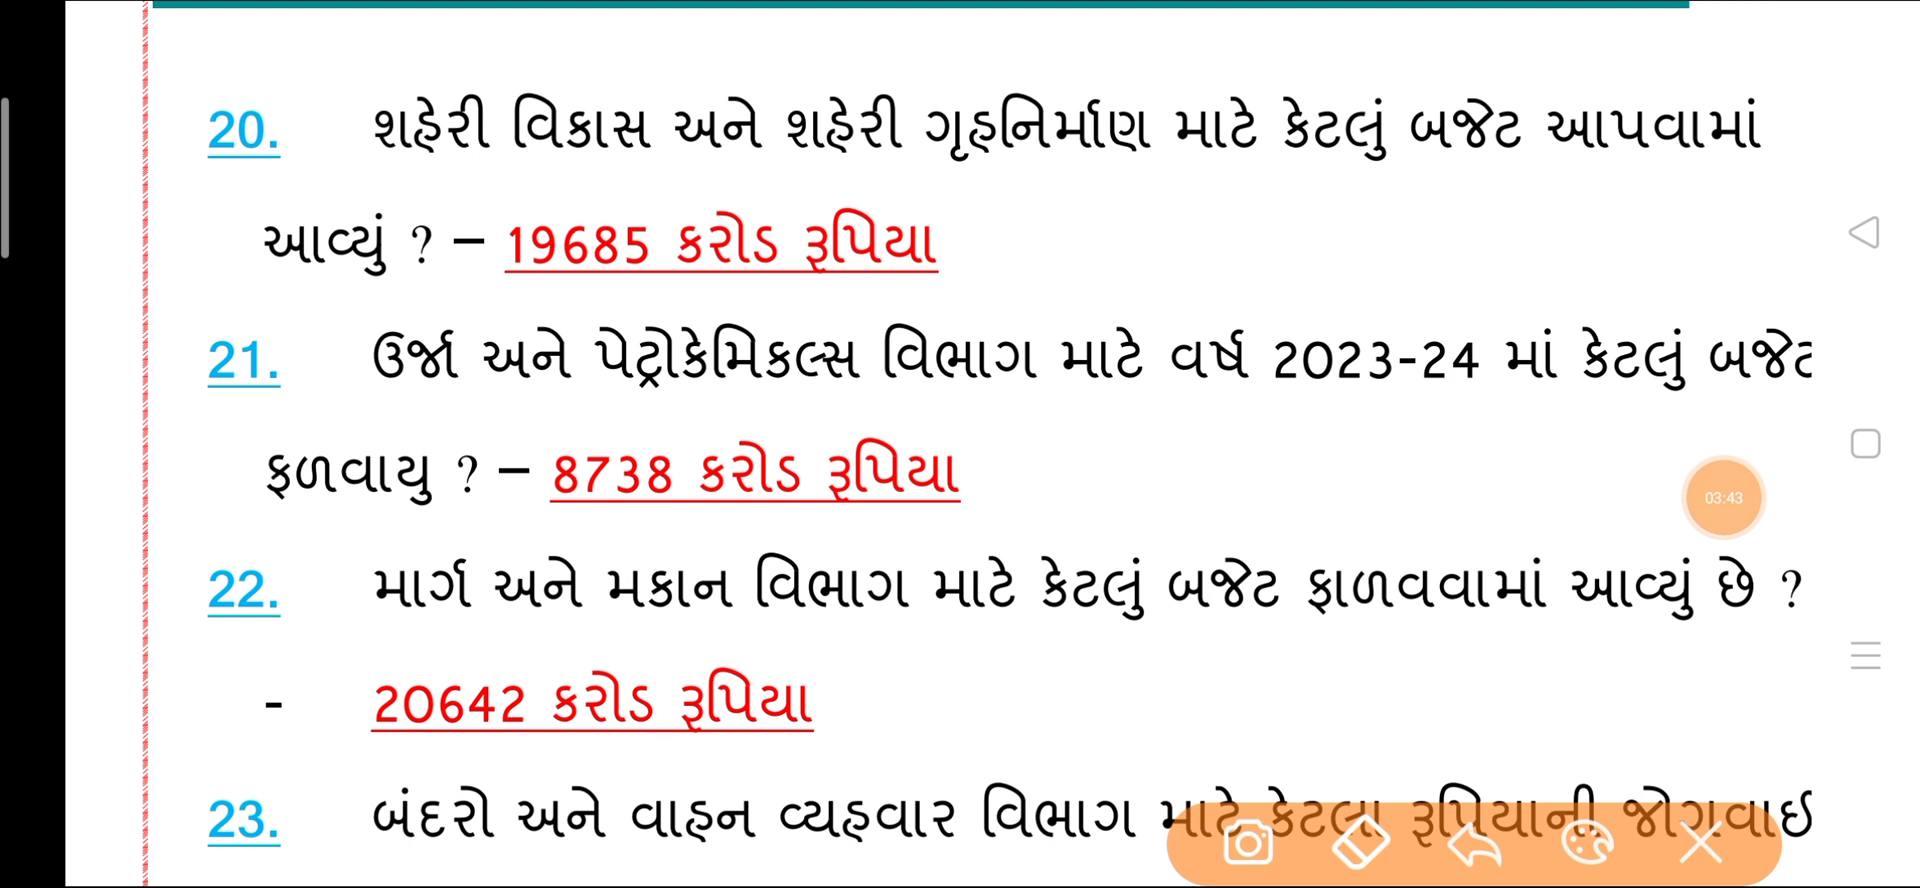 20. શહેરી વિકાસ અને શહેરી ગૃહનિર્માણ માટે કેટલું બજેટ આપવામાં
આવ્યું ? – 19685 કરોડ રૂપિયા
21. ઉર્જા અને પેટ્રોકેમિકલ્સ વિભાગ માટે વર્ષ 2023-24 માં કેટલું બજેટ
ફળવાયુ ? – 8738 કરોડ રૂપિયા
03:43
22. માર્ગ અને મકાન વિભાગ માટે કેટલું બજેટ ફાળવવામાં આવ્યું છે ?
- 20642 કરોડ રૂપિયા
23. બંદરો અને વાહન વ્યહવાર વિભાગ માટે કેટલા રૂપિયાની જોગવાઈ